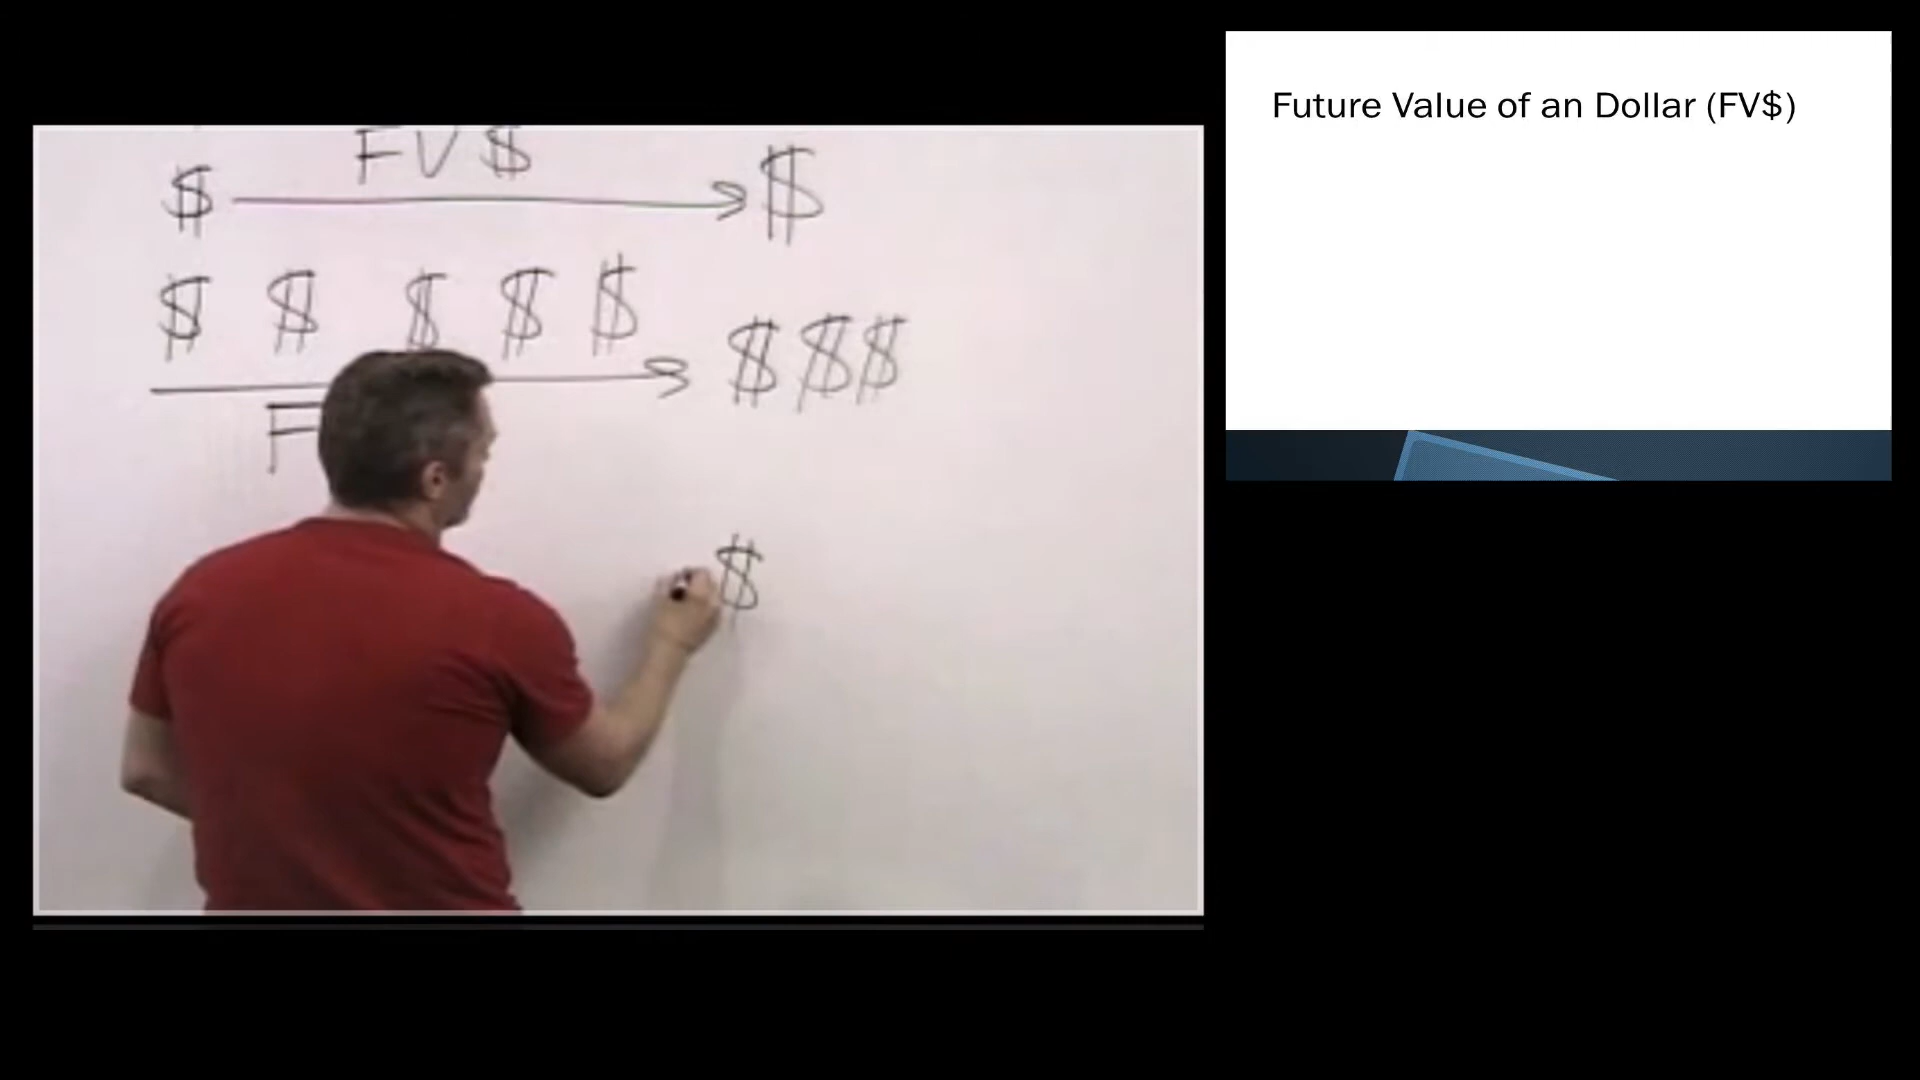 FV$
$ $
$ $ $ $ $
$$$
F
$
Future Value of an Dollar (FV$)